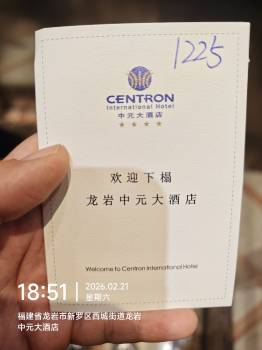 1225
CENTRON
International Hotel
中元大酒店
★★★★
欢迎下榻
龙岩中元大酒店
Welcome to Centron International Hotel
18:51
2026.02.21
星期六
福建省龙岩市新罗区西城街道龙岩
中元大酒店